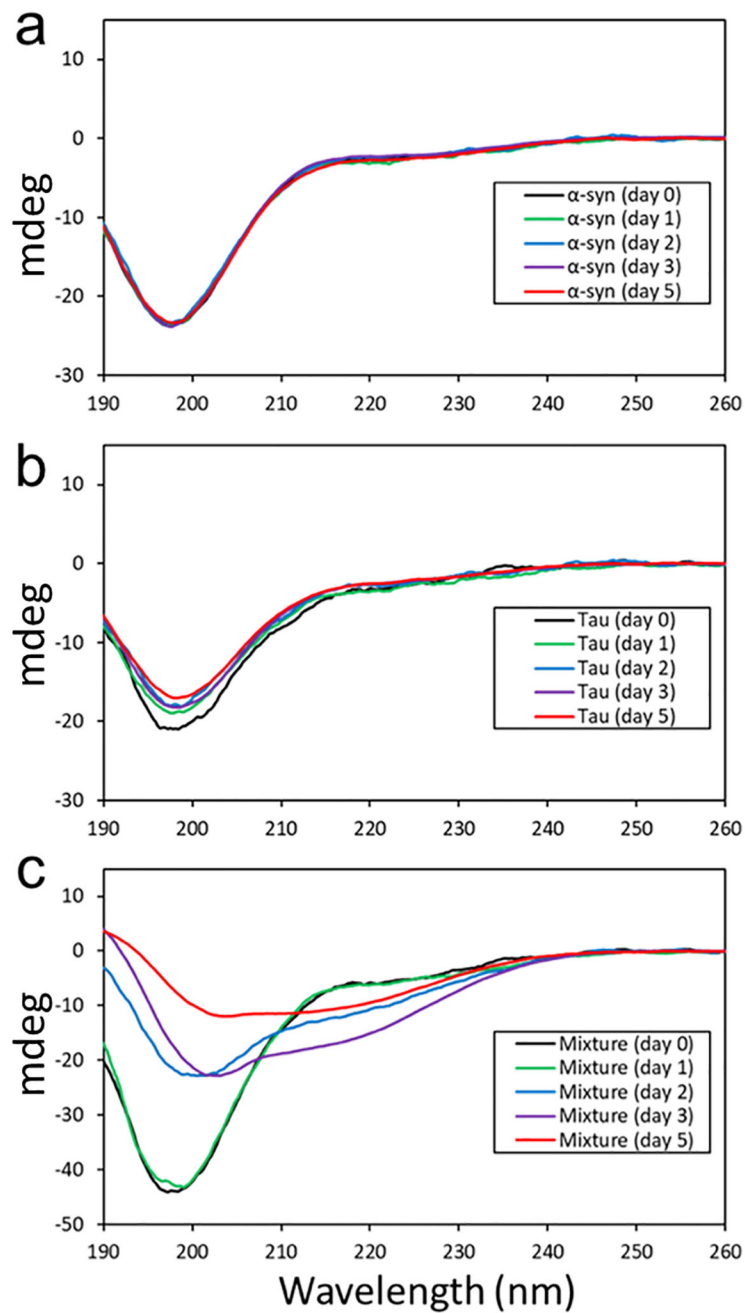 a
10
0
-10
-20
-30
mdeg
α-syn (day 0)
α-syn (day 1)
α-syn (day 2)
α-syn (day 3)
α-syn (day 5)
190 200 210 220 230 240 250 260
b
10
0
-10
-20
-30
mdeg
Tau (day 0)
Tau (day 1)
Tau (day 2)
Tau (day 3)
Tau (day 5)
190 200 210 220 230 240 250 260
c
10
0
-10
-20
-30
-40
-50
mdeg
Mixture (day 0)
Mixture (day 1)
Mixture (day 2)
Mixture (day 3)
Mixture (day 5)
190 200 210 220 230 240 250 260
Wavelength (nm)